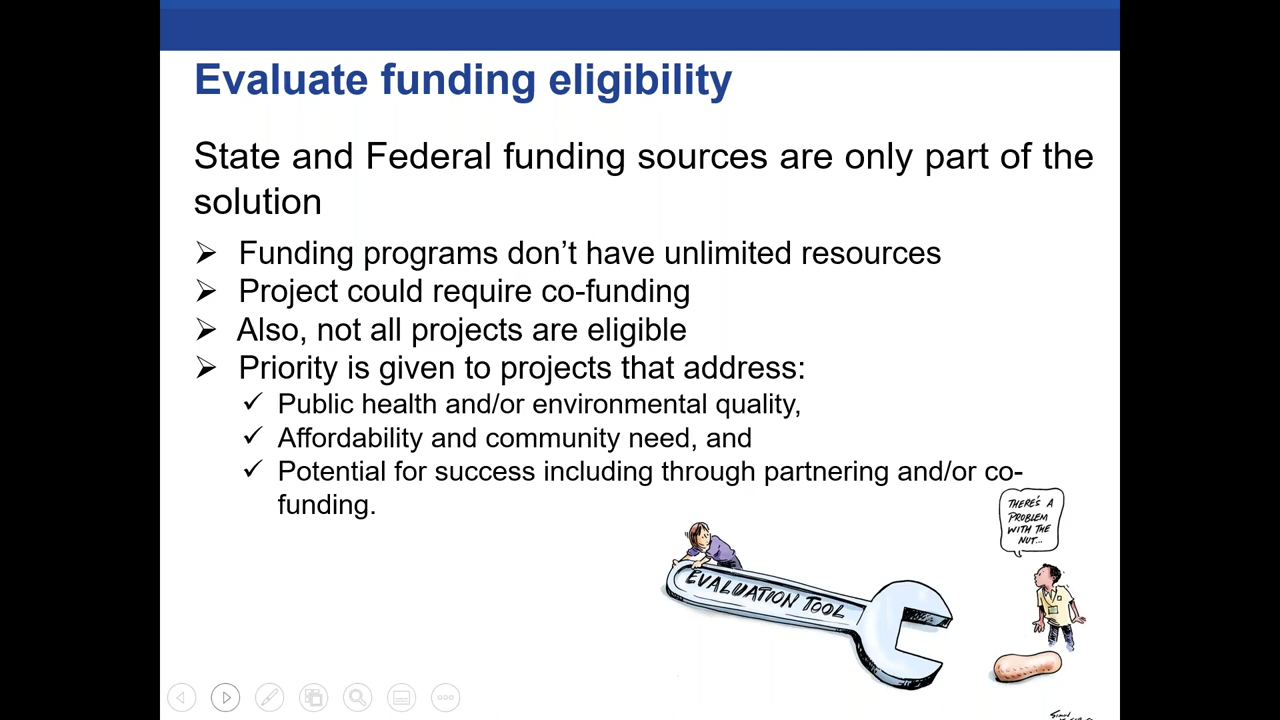 Evaluate funding eligibility
State and Federal funding sources are only part of the
solution
Funding programs don’t have unlimited resources
Project could require co-funding
Also, not all projects are eligible
Priority is given to projects that address:
Public health and/or environmental quality,
Affordability and community need, and
Potential for success including through partnering and/or co-
funding.
THERE'S A
PROBLEM
WITH THE
NUT...
EVALUATION TOOL